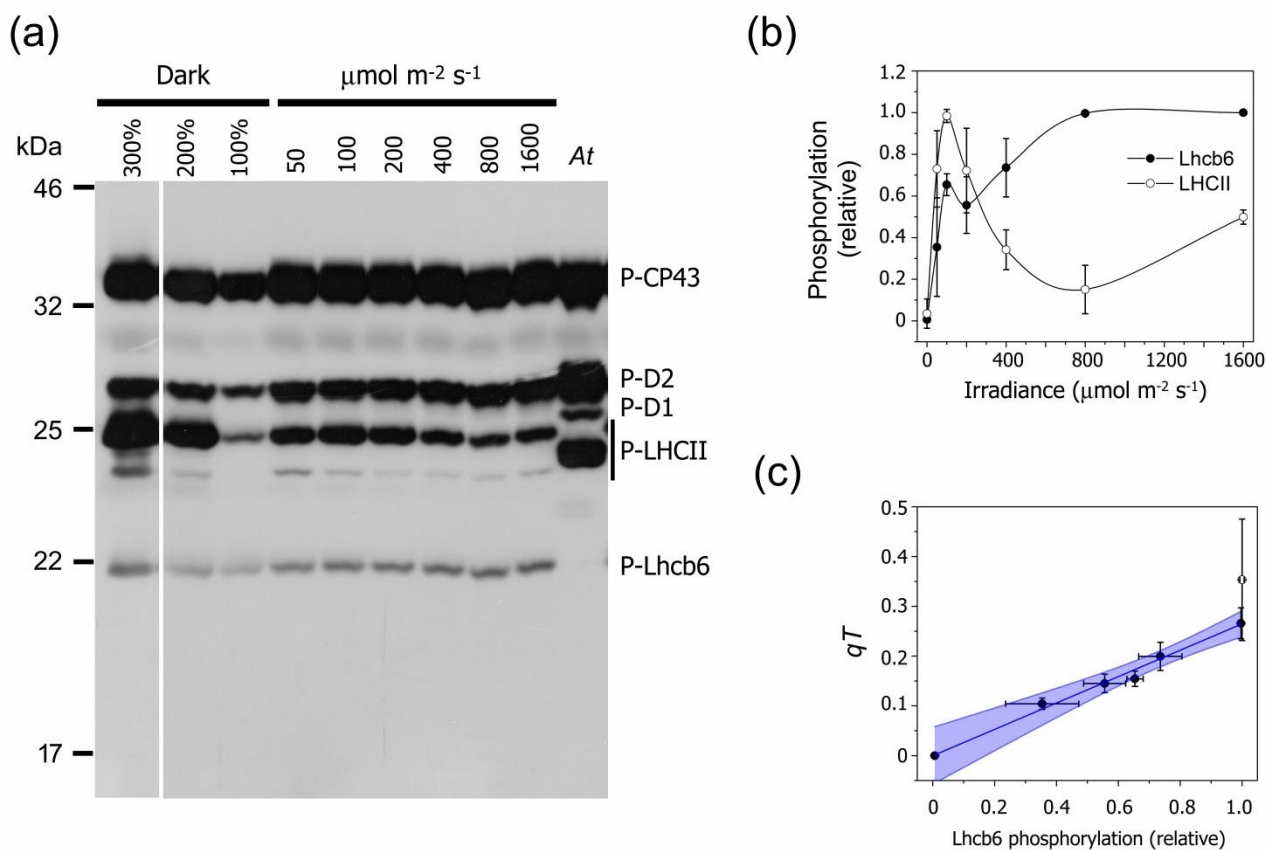 (a)
Dark
μmol m-2 s-1
kDa
300%
200%
100%
50
100
200
400
800
1600
At
46
32
25
22
17
P-CP43
P-D2
P-D1
P-LHCII
P-Lhcb6
(b)
Phosphorylation
(relative)
1.2
1.0
0.8
0.6
0.4
0.2
0
Lhcb6
LHCII
0
400
800
1200
1600
Irradiance (μmol m-2 s-1)
(c)
qT
0.5
0.4
0.3
0.2
0.1
0
0
0.2
0.4
0.6
0.8
1.0
Lhcb6 phosphorylation (relative)